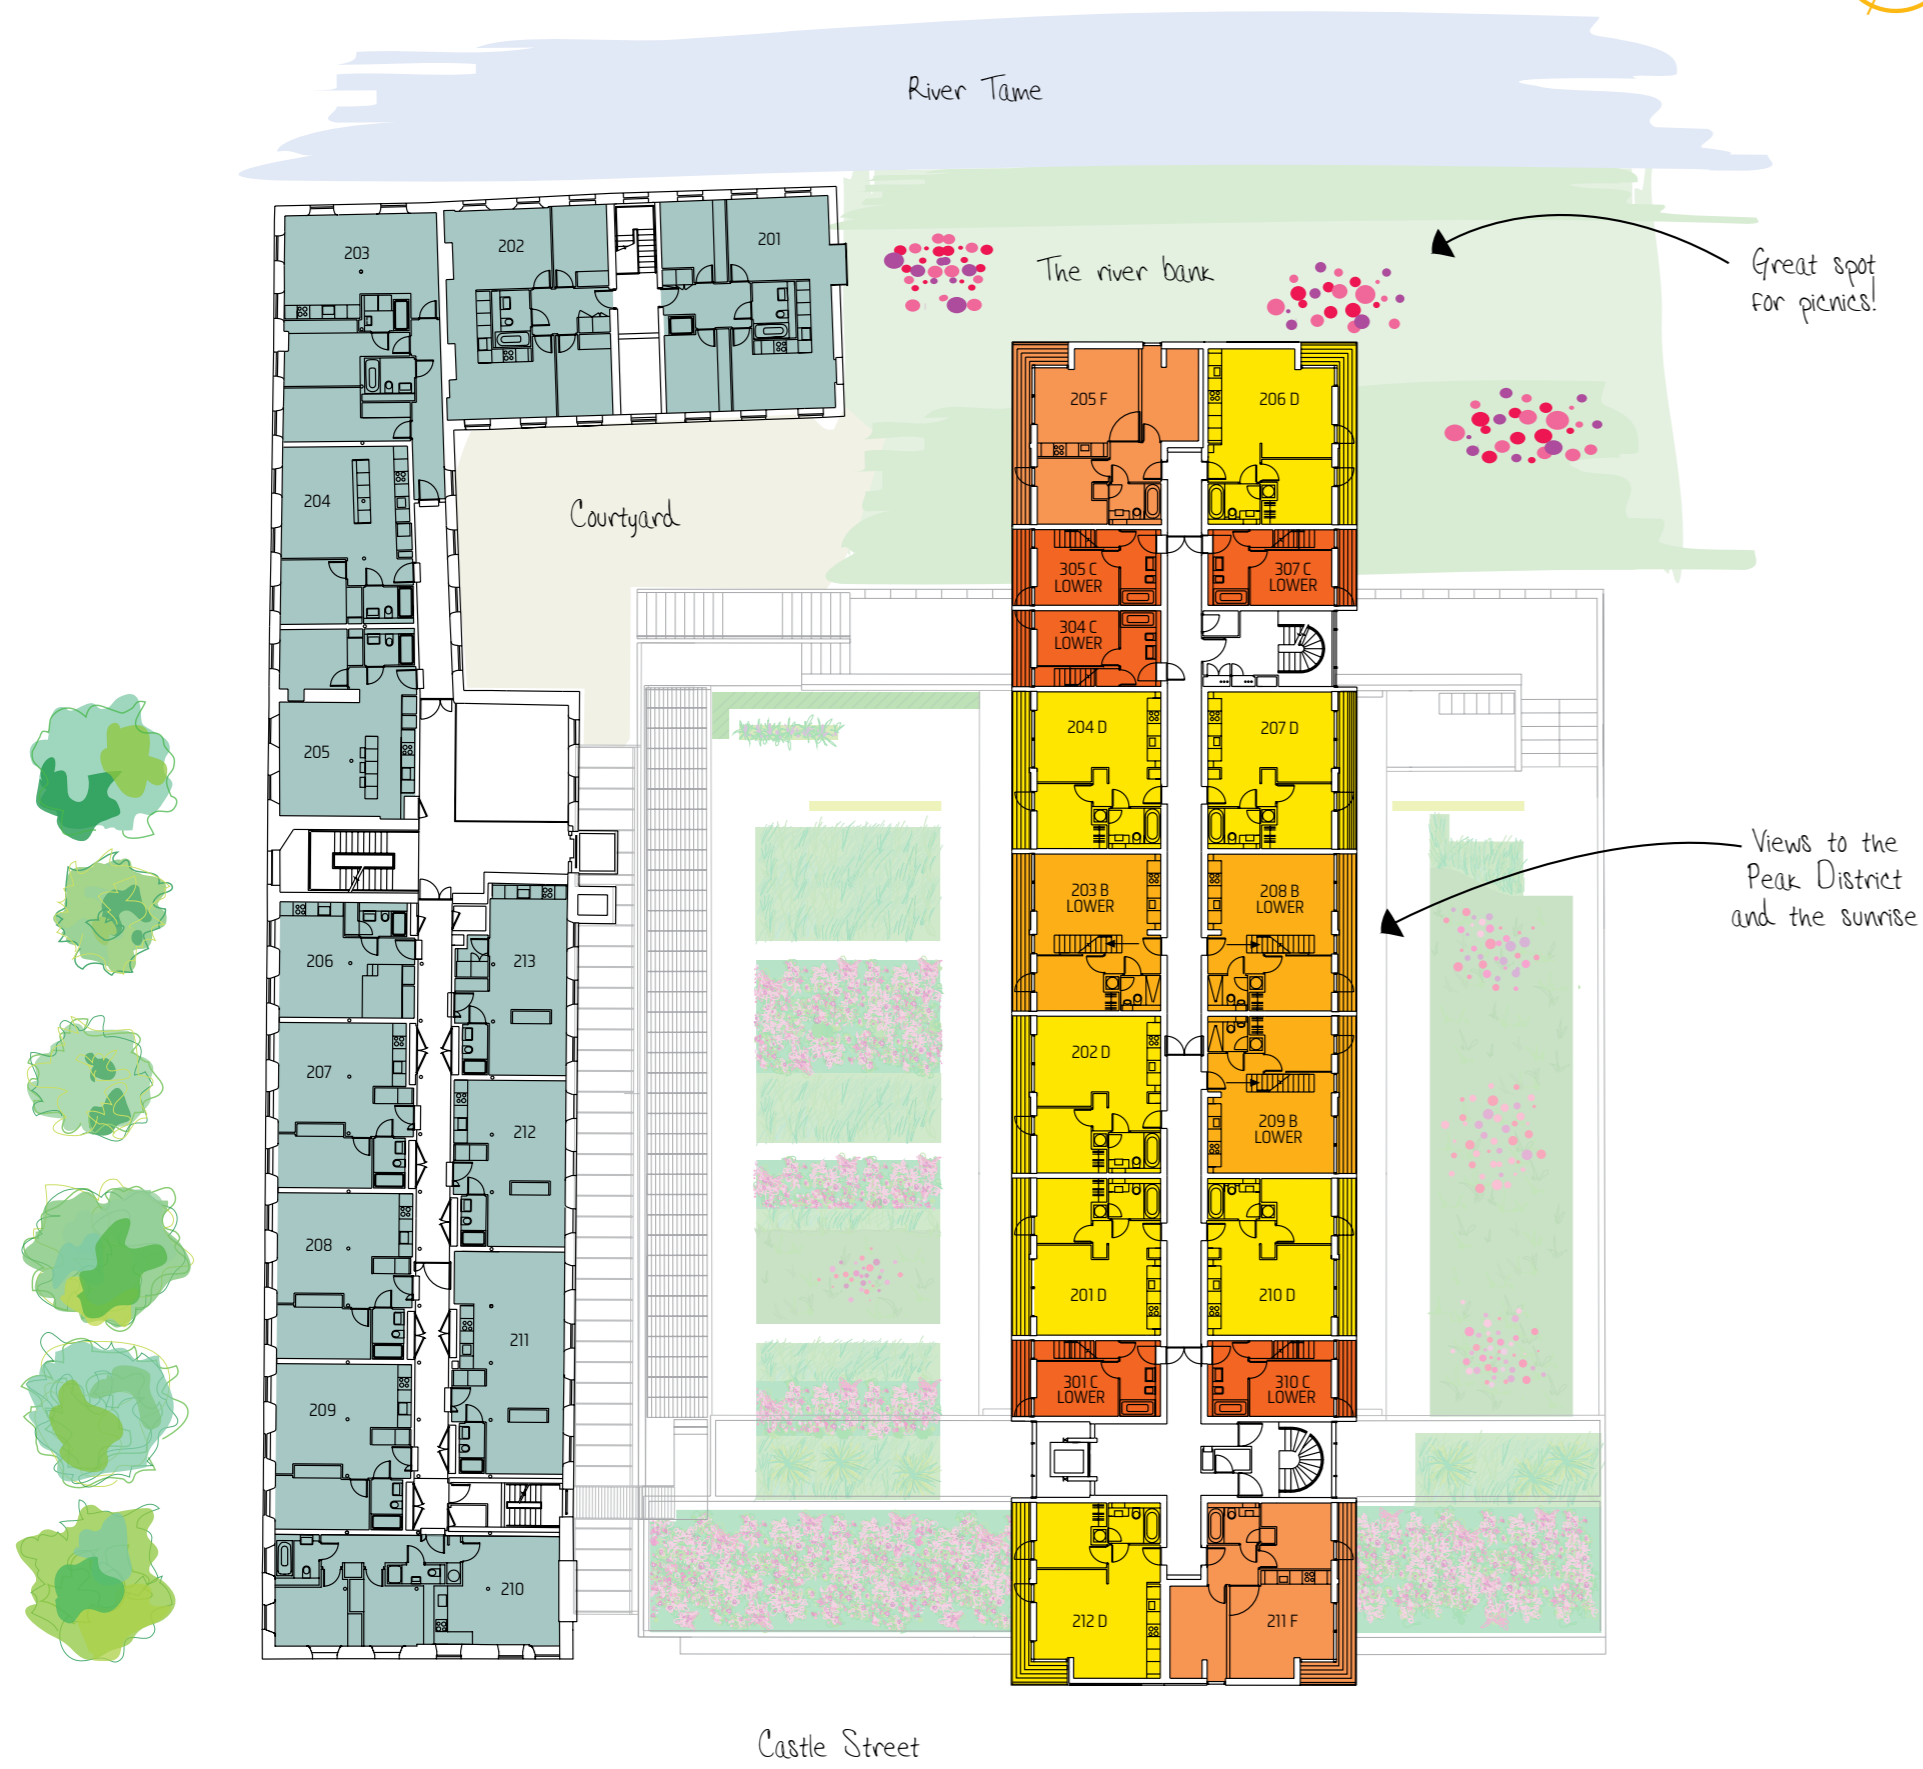 River Tame
The river bank
Great spot
for picnics!
Courtyard
203
202
201
204
205
206
213
207
212
208
211
209
210
205 F
206 D
305 C
LOWER
307 C
LOWER
304 C
LOWER
204 D
207 D
203 B
LOWER
208 B
LOWER
Views to the
Peak District
and the sunrise
202 D
209 B
LOWER
201 D
210 D
301 C
LOWER
310 C
LOWER
212 D
211 F
Castle Street